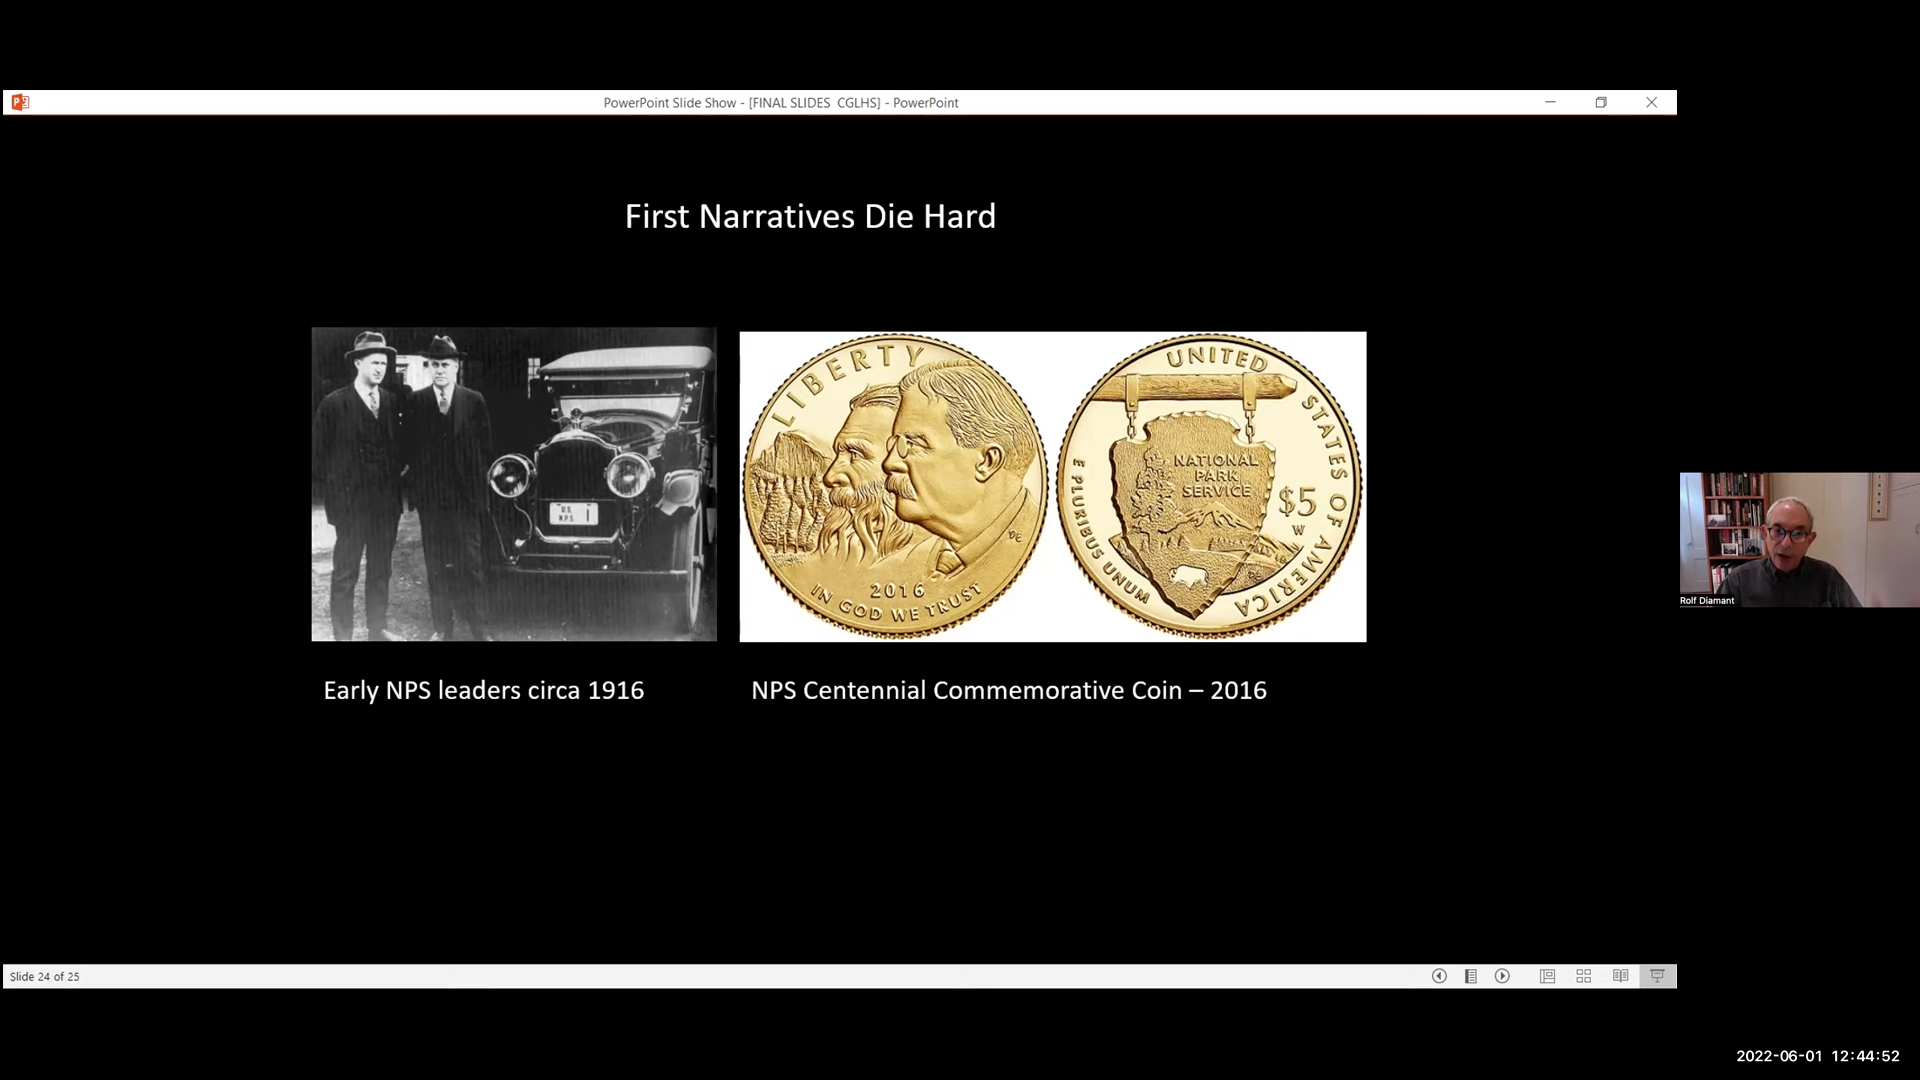 PowerPoint Slide Show - [FINAL SLIDES  CGLHS] - PowerPoint
First Narratives Die Hard
U.S.
N.P.S. 1
LIBERTY
2016
IN GOD WE TRUST
UNITED STATES OF AMERICA
NATIONAL
PARK
SERVICE
$5
W
E PLURIBUS UNUM
Early NPS leaders circa 1916
NPS Centennial Commemorative Coin – 2016
Rolf Diamant
Slide 24 of 25
2022-06-01 12:44:52